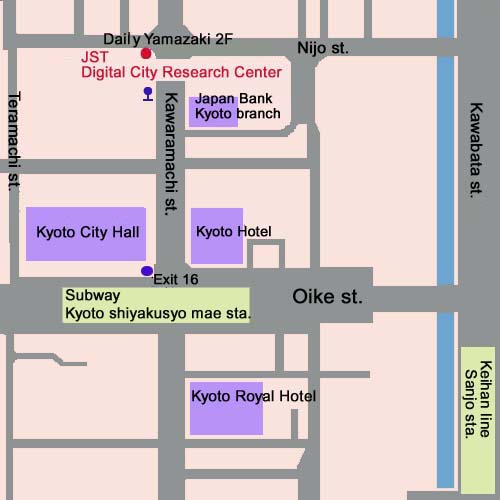 Daily Yamazaki 2F
Nijo st.
JST
Digital City Research Center
Teramachi st.
Kawaramachi st.
Japan Bank
Kyoto branch
Kawabata st.
Kyoto City Hall
Kyoto Hotel
Exit 16
Subway
Kyoto shiyakusyo mae sta.
Oike st.
Kyoto Royal Hotel
Keihan line
Sanjo sta.